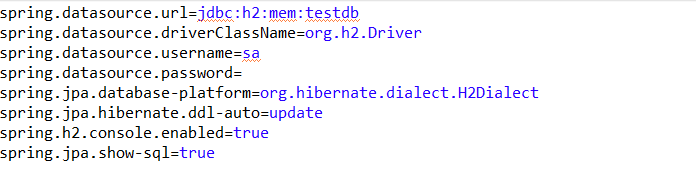 spring.datasource.url=jdbc:h2:mem:testdb
spring.datasource.driverClassName=org.h2.Driver
spring.datasource.username=sa
spring.datasource.password=
spring.jpa.database-platform=org.hibernate.dialect.H2Dialect
spring.jpa.hibernate.ddl-auto=update
spring.h2.console.enabled=true
spring.jpa.show-sql=true